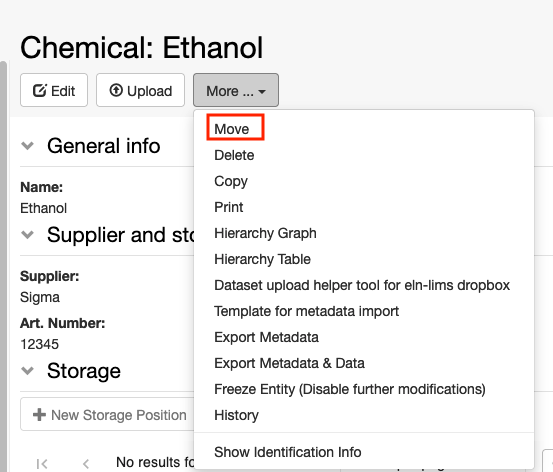 Chemical: Ethanol
Edit
Upload
More ...
Move
Delete
Copy
Print
Hierarchy Graph
Hierarchy Table
Dataset upload helper tool for eln-lims dropbox
Template for metadata import
Export Metadata
Export Metadata & Data
Freeze Entity (Disable further modifications)
History
Show Identification Info
General info
Name:
Ethanol
Supplier and sto
Supplier:
Sigma
Art. Number:
12345
Storage
New Storage Position
No results fo